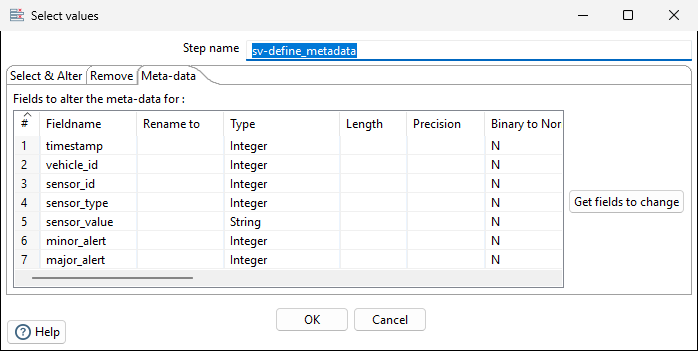 Select values
Step name sv-define_metadata
Select & Alter Remove Meta-data
Fields to alter the meta-data for :
# Fieldname Rename to Type Length Precision Binary to Nor
1 timestamp Integer N
2 vehicle_id Integer N
3 sensor_id Integer N
4 sensor_type Integer N
5 sensor_value String N
6 minor_alert Integer N
7 major_alert Integer N
Get fields to change
OK Cancel
Help